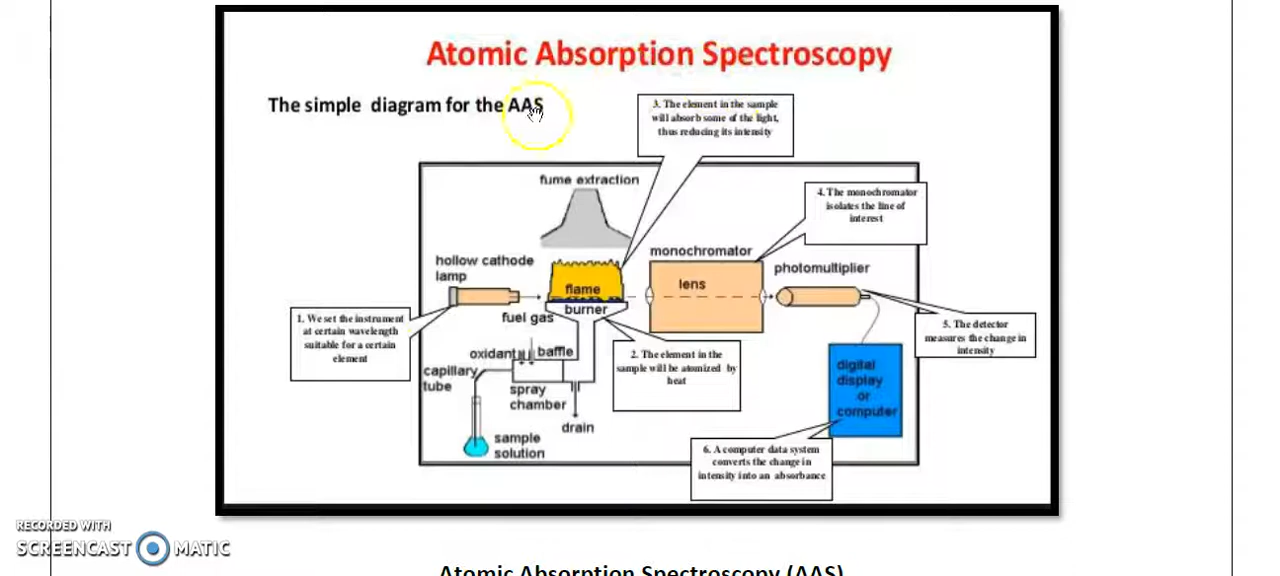 Atomic Absorption Spectroscopy
The simple diagram for the AAS
3. The element in the sample
will absorb some of the light,
thus reducing its intensity
fume extraction
4. The monochromator
isolates the line of
interest
monochromator
hollow cathode
lamp
photomultiplier
lens
flame
burner
fuel gas
1. We set the instrument
at certain wavelength
suitable for a certain
element
5. The detector
measures the change in
intensity
oxidant
baffle
2. The element in the
sample will be atomized by
heat
capillary
tube
digital
display
or
computer
spray
chamber
drain
sample
solution
6. A computer data system
converts the change in
intensity into an absorbance
RECORDED WITH
SCREENCAST MATIC
Atomic Absorption Spectroscopy (AAS)